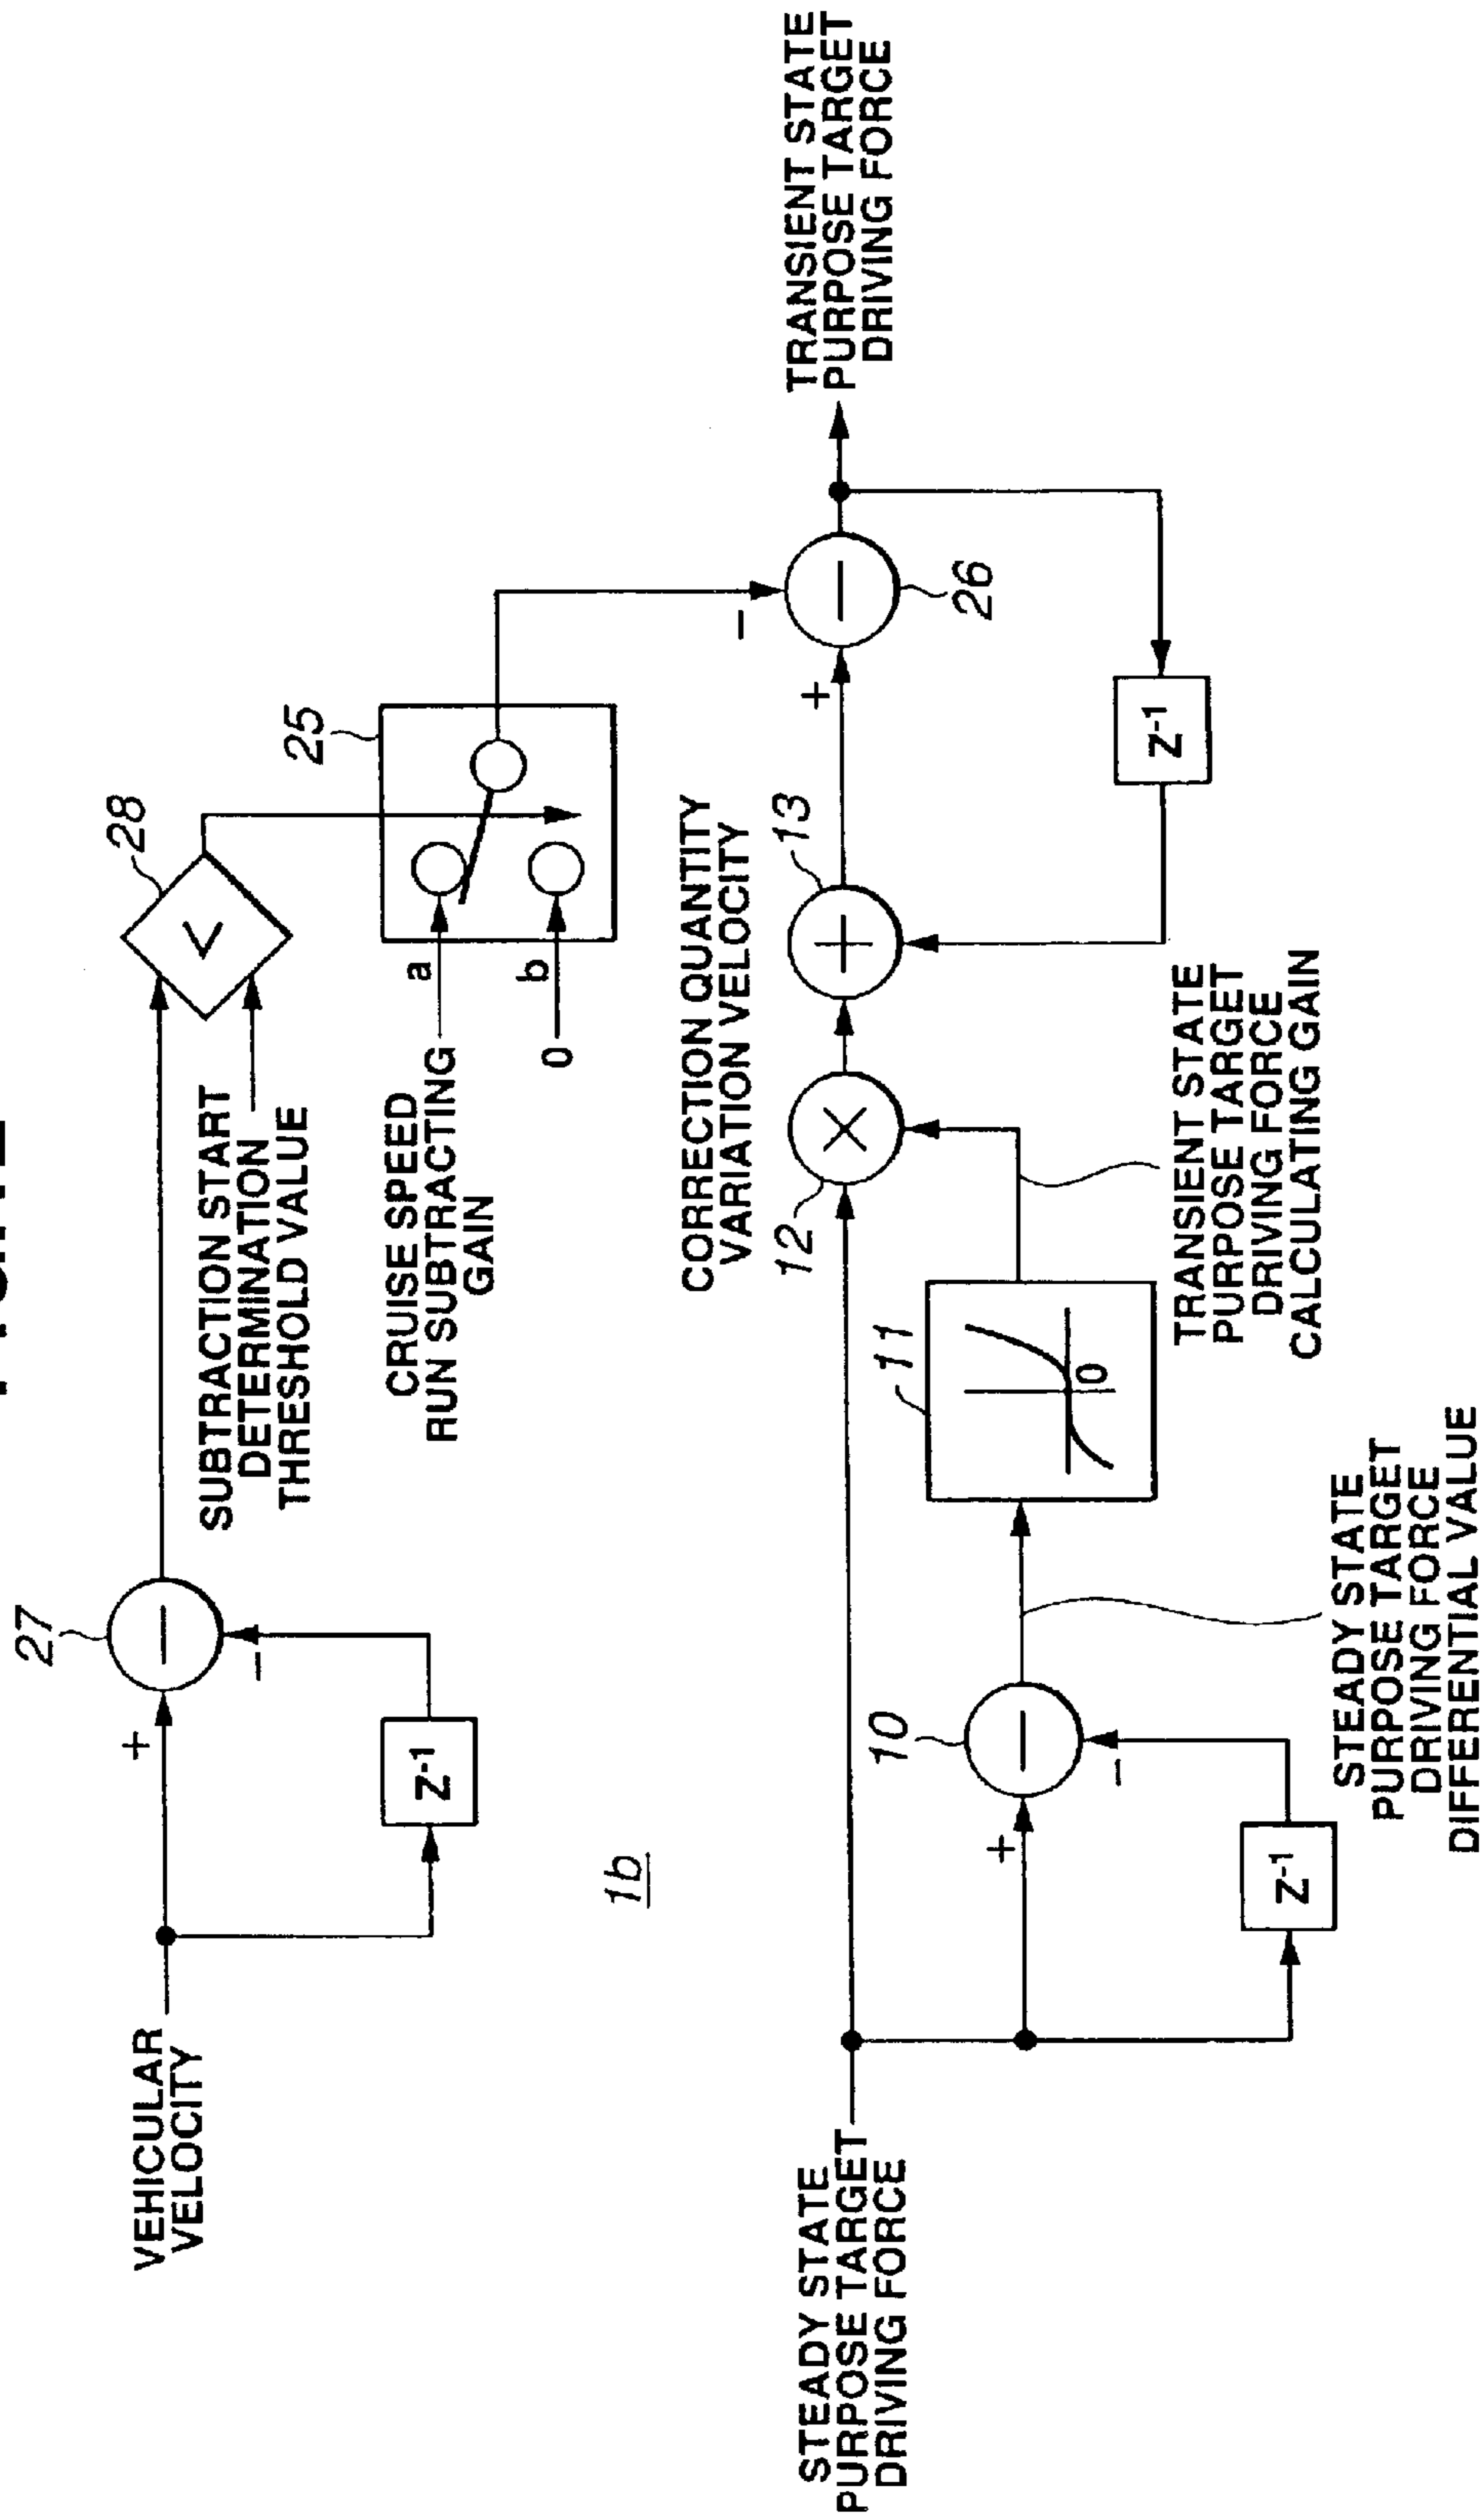 27
28
25
VEHICULAR
VELOCITY
+
−
z-1
SUBTRACTION START
DETERMINATION
THRESHOLD VALUE
<
CRUISE SPEED
RUN SUBTRACTING
GAIN
a
b
0
1b
STEADY STATE
PURPOSE TARGET
DRIVING FORCE
+
−
10
z-1
STEADY STATE
PURPOSE TARGET
DRIVING FORCE
DIFFERENTIAL VALUE
11
0
12
×
CORRECTION QUANTITY
VARIATION VELOCITY
TRANSIENT STATE
PURPOSE TARGET
DRIVING FORCE
CALCULATING GAIN
13
+
+
−
26
z-1
TRANSIENT STATE
PURPOSE TARGET
DRIVING FORCE